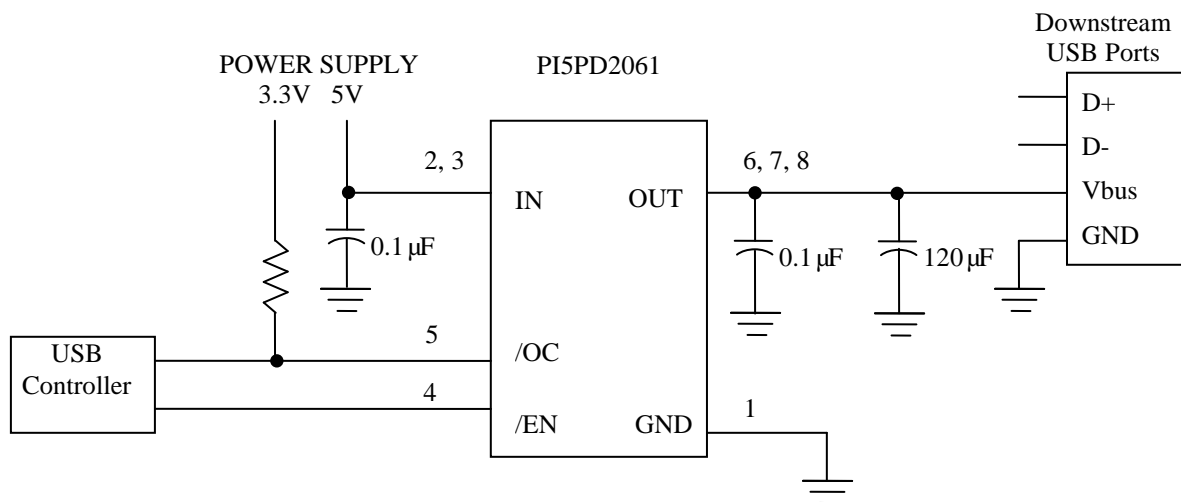 Downstream
USB Ports
POWER SUPPLY
3.3V 5V
PI5PD2061
D+
D-
Vbus
GND
2, 3
IN
OUT
6, 7, 8
0.1 µF
0.1 µF
120 µF
USB
Controller
5
/OC
4
/EN
GND
1